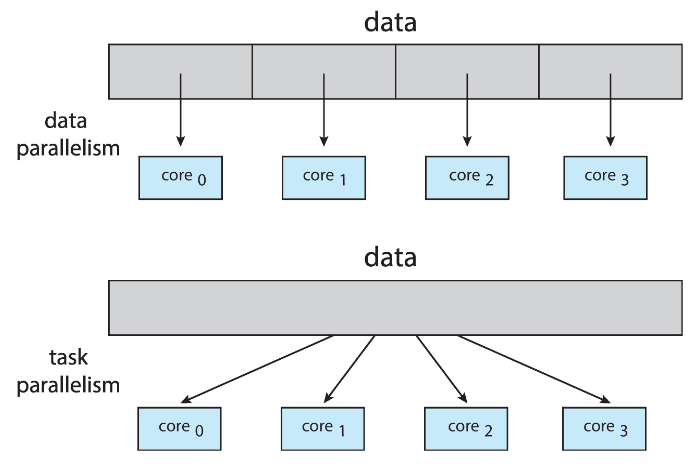 data
data
parallelism
core 0
core 1
core 2
core 3
data
task
parallelism
core 0
core 1
core 2
core 3